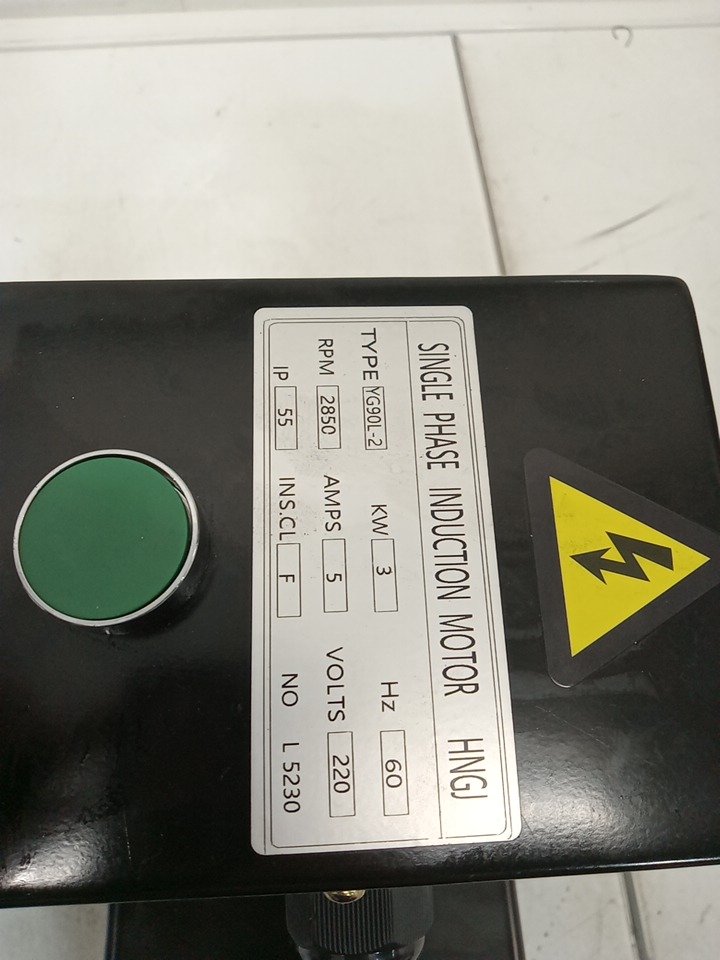 SINGLE PHASE INDUCTION MOTOR HNGJ
TYPE YG90L-2 KW 3 Hz 60
RPM 2850 AMPS 5 VOLTS 220
IP 55 INS.CL F NO L 5230